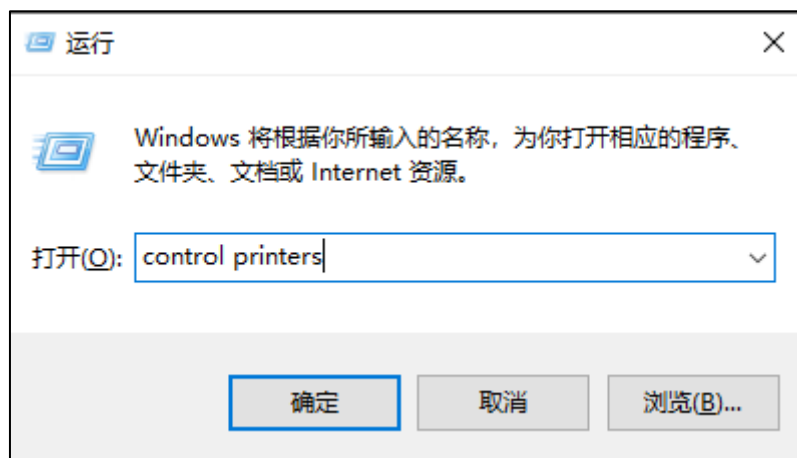 运行
Windows 将根据你所输入的名称，为你打开相应的程序、
文件夹、文档或 Internet 资源。
打开(O): control printers
确定 取消 浏览(B)...